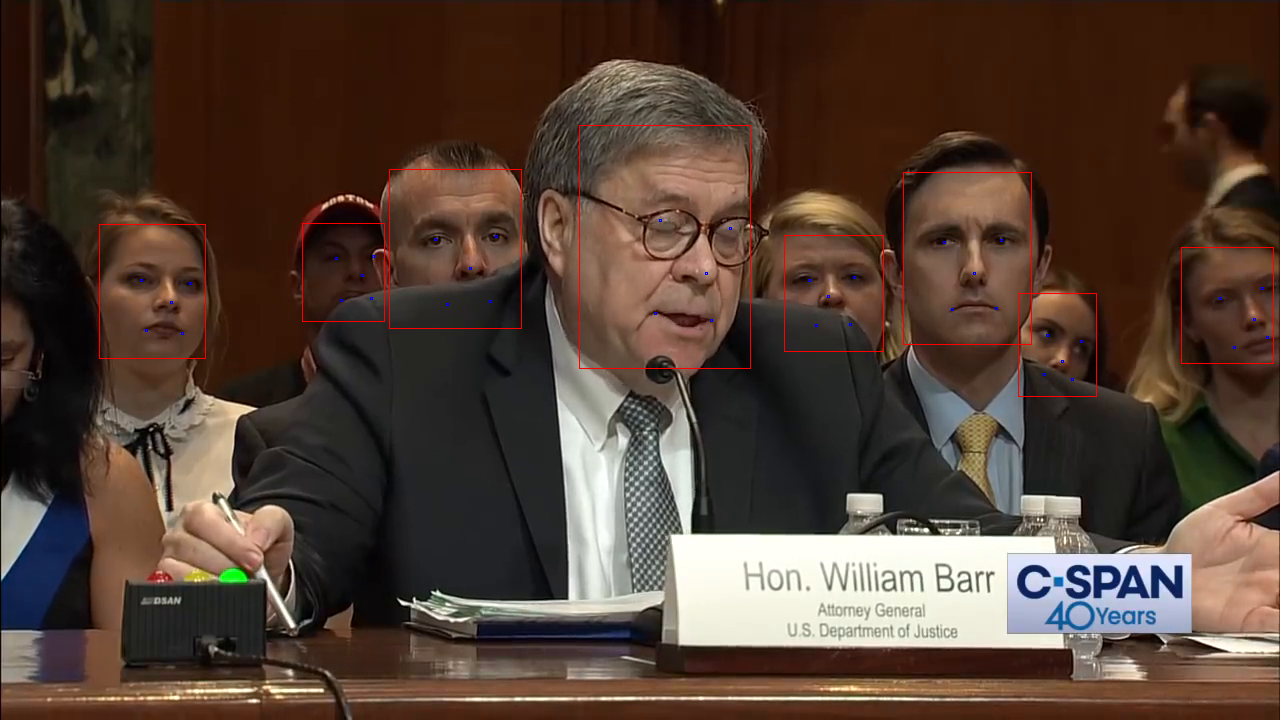 DSAN
Hon. William Barr
Attorney General
U.S. Department of Justice
C-SPAN
40 Years